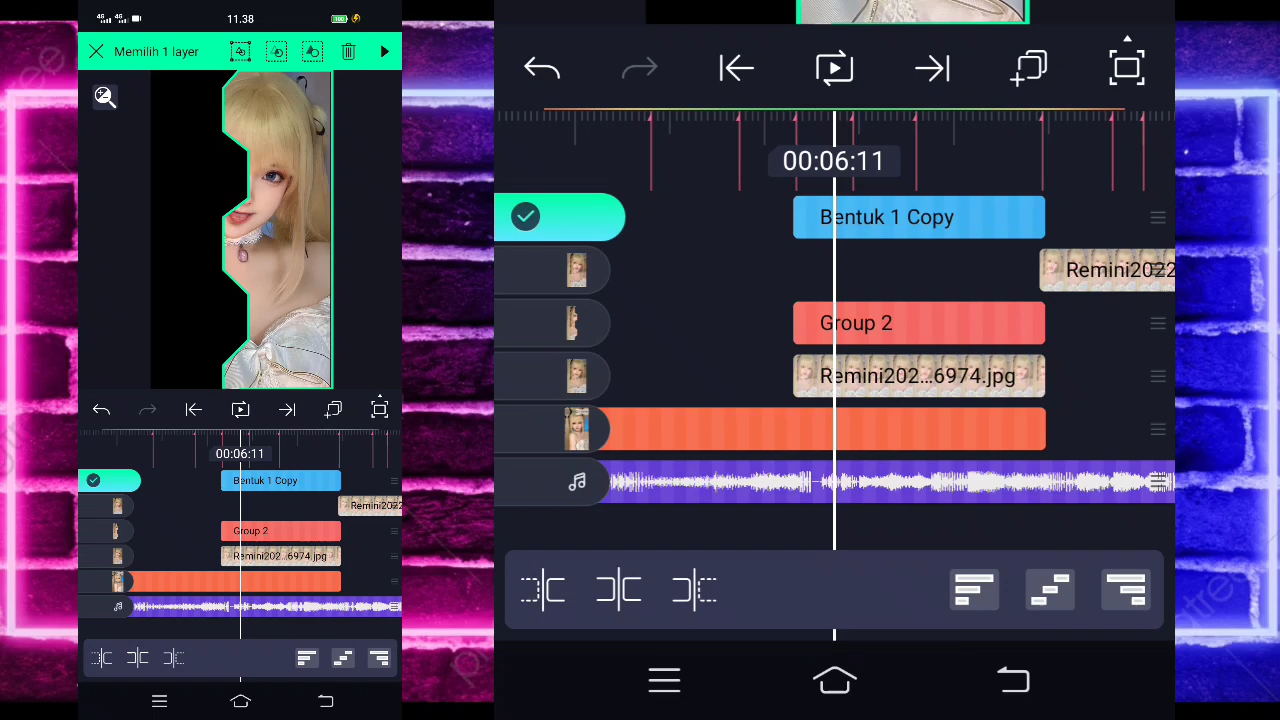 11.38
Memilih 1 layer
00:06:11
Bentuk 1 Copy
Remini2022
Group 2
Remini202...6974.jpg
00:06:11
Bentuk 1 Copy
Remini2022
Group 2
Remini202...6974.jpg